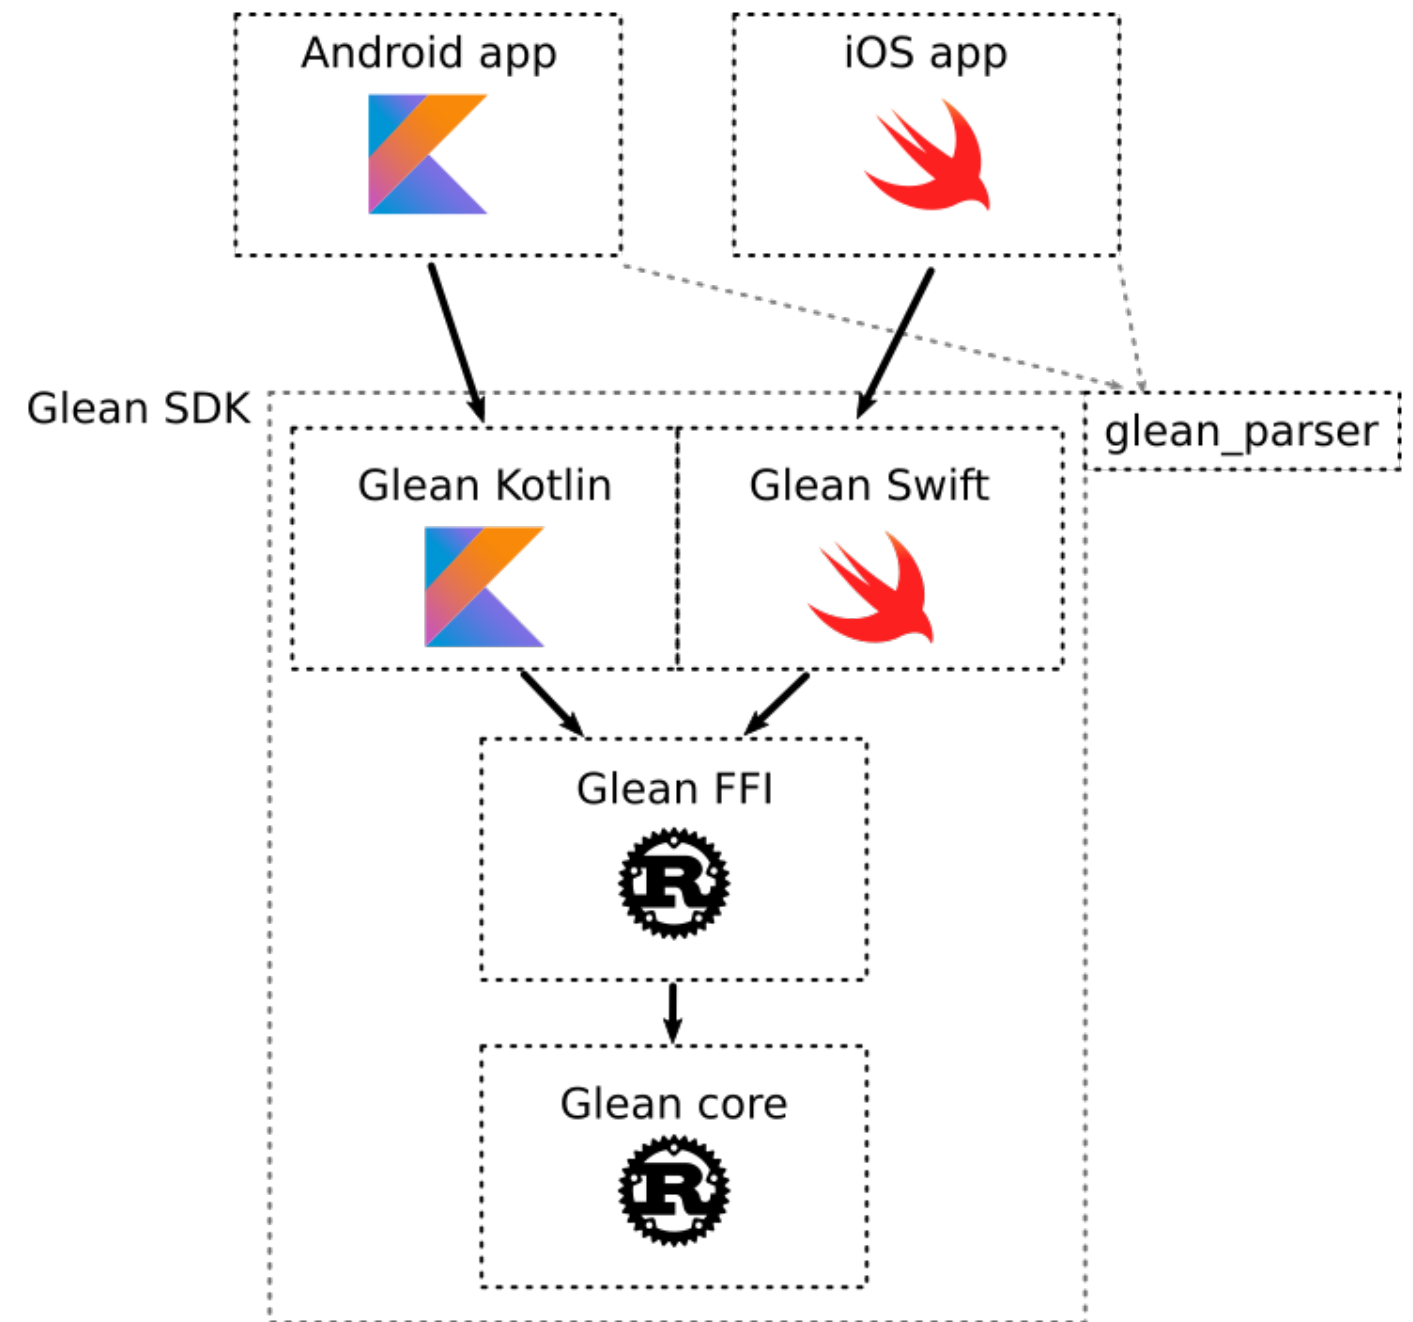 Android app
iOS app
Glean SDK
glean_parser
Glean Kotlin
Glean Swift
Glean FFI
R
Glean core
R